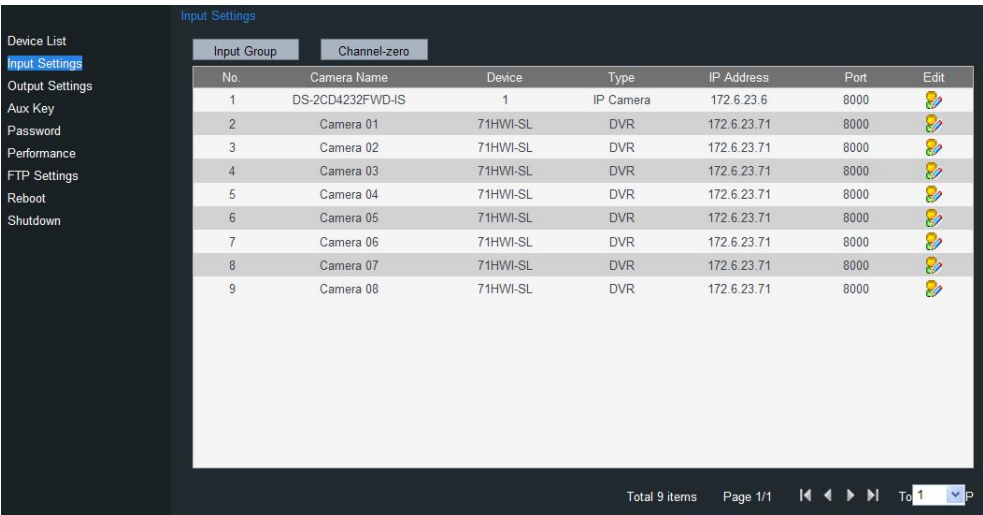 Input Settings
Device List
Input Settings
Output Settings
Aux Key
Password
Performance
FTP Settings
Reboot
Shutdown
Input Group Channel-zero
No. Camera Name Device Type IP Address Port Edit
1 DS-2CD4232FWD-IS 1 IP Camera 172.6.23.6 8000
2 Camera 01 71HWI-SL DVR 172.6.23.71 8000
3 Camera 02 71HWI-SL DVR 172.6.23.71 8000
4 Camera 03 71HWI-SL DVR 172.6.23.71 8000
5 Camera 04 71HWI-SL DVR 172.6.23.71 8000
6 Camera 05 71HWI-SL DVR 172.6.23.71 8000
7 Camera 06 71HWI-SL DVR 172.6.23.71 8000
8 Camera 07 71HWI-SL DVR 172.6.23.71 8000
9 Camera 08 71HWI-SL DVR 172.6.23.71 8000
Total 9 items Page 1/1 To 1 P